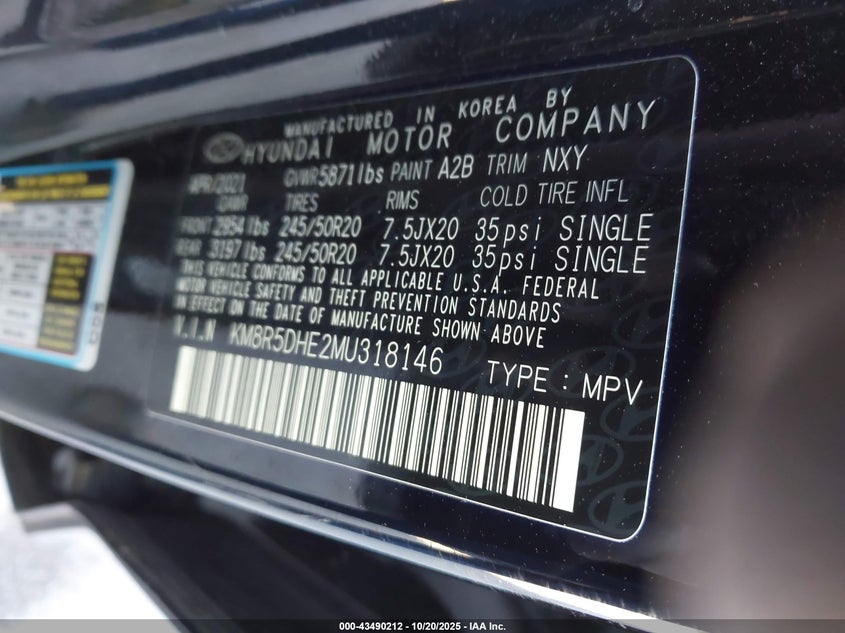 MANUFACTURED IN KOREA BY
HYUNDAI MOTOR COMPANY
APR/2021 GVWR 5871lbs PAINT A2B TRIM NXY
GAWR TIRES RIMS COLD TIRE INFL
FRONT 2954lbs 245/50R20 7.5JX20 35psi SINGLE
REAR 3197lbs 245/50R20 7.5JX20 35psi SINGLE
THIS VEHICLE CONFORMS TO ALL APPLICABLE U.S.A. FEDERAL
MOTOR VEHICLE SAFETY AND THEFT PREVENTION STANDARDS
IN EFFECT ON THE DATE OF MANUFACTURE SHOWN ABOVE
V.I.N KM8R5DHE2MU318146 TYPE : MPV
000-43490212 - 10/20/2025 - IAA Inc.